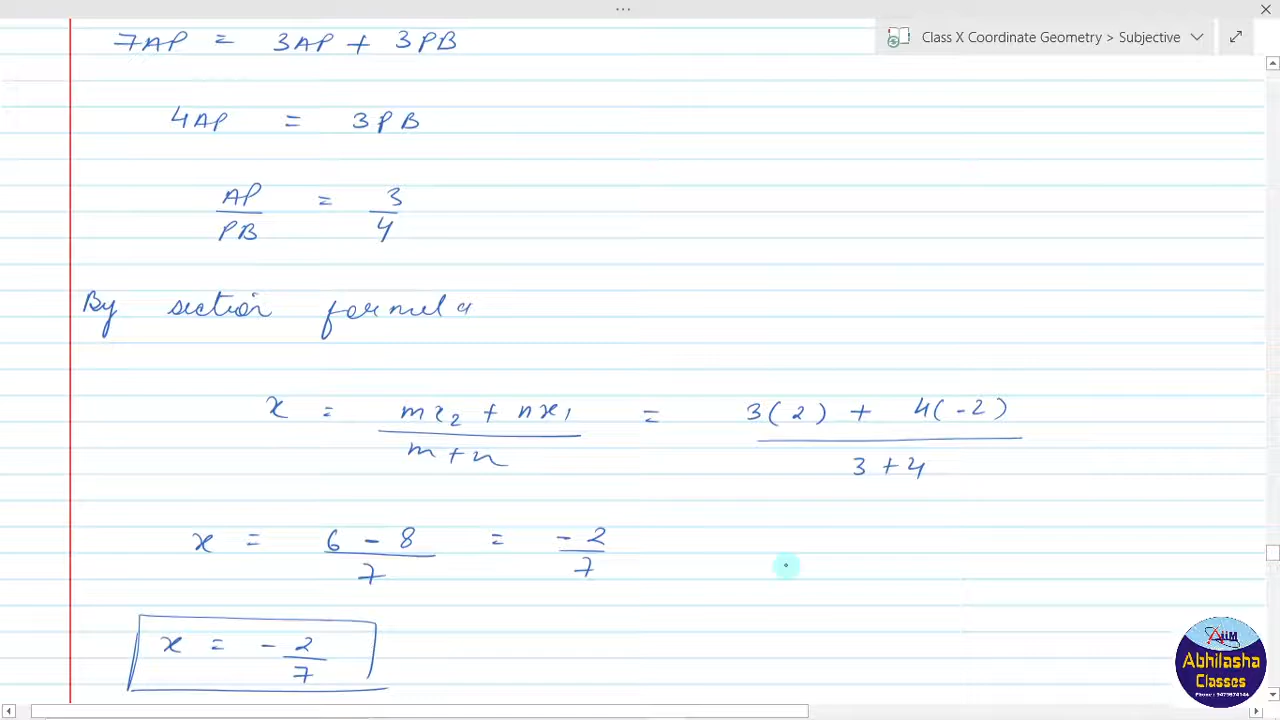 Class X Coordinate Geometry > Subjective
7AP = 3AP + 3PB
4AP = 3PB
AP/PB = 3/4
By section formula
x = (mx₂ + nx₁)/(m+n) = (3(2) + 4(-2))/(3+4)
x = (6 - 8)/7 = -2/7
x = -2/7
AIM
Abhilasha
Classes